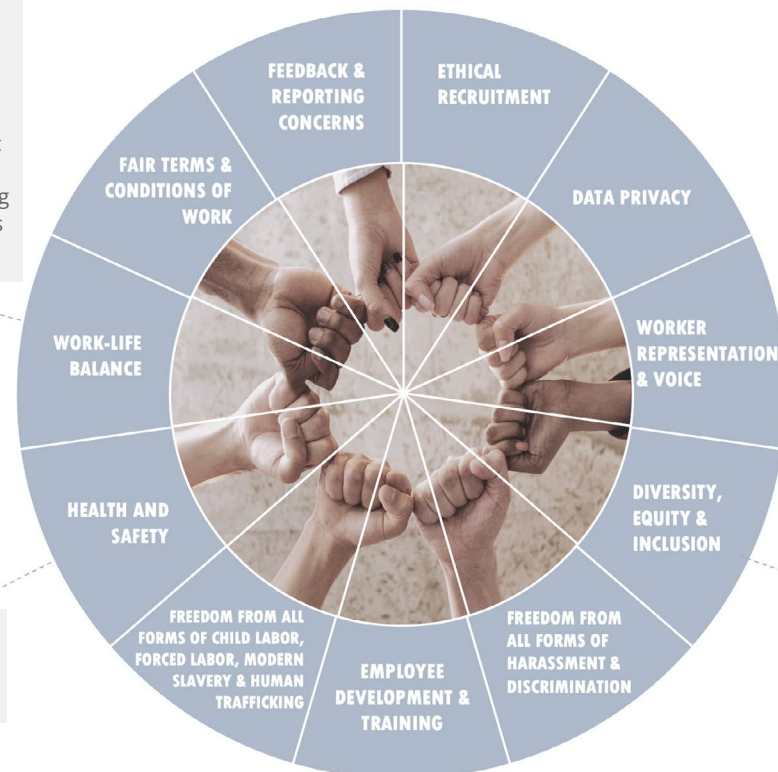 FEEDBACK &
REPORTING
CONCERNS
ETHICAL
RECRUITMENT
DATA PRIVACY
WORKER
REPRESENTATION
& VOICE
DIVERSITY,
EQUITY &
INCLUSION
FREEDOM FROM
ALL FORMS OF
HARASSMENT &
DISCRIMINATION
EMPLOYEE
DEVELOPMENT &
TRAINING
FREEDOM FROM ALL
FORMS OF CHILD LABOR,
FORCED LABOR, MODERN
SLAVERY & HUMAN
TRAFFICKING
HEALTH AND
SAFETY
WORK-LIFE
BALANCE
FAIR TERMS &
CONDITIONS OF
WORK